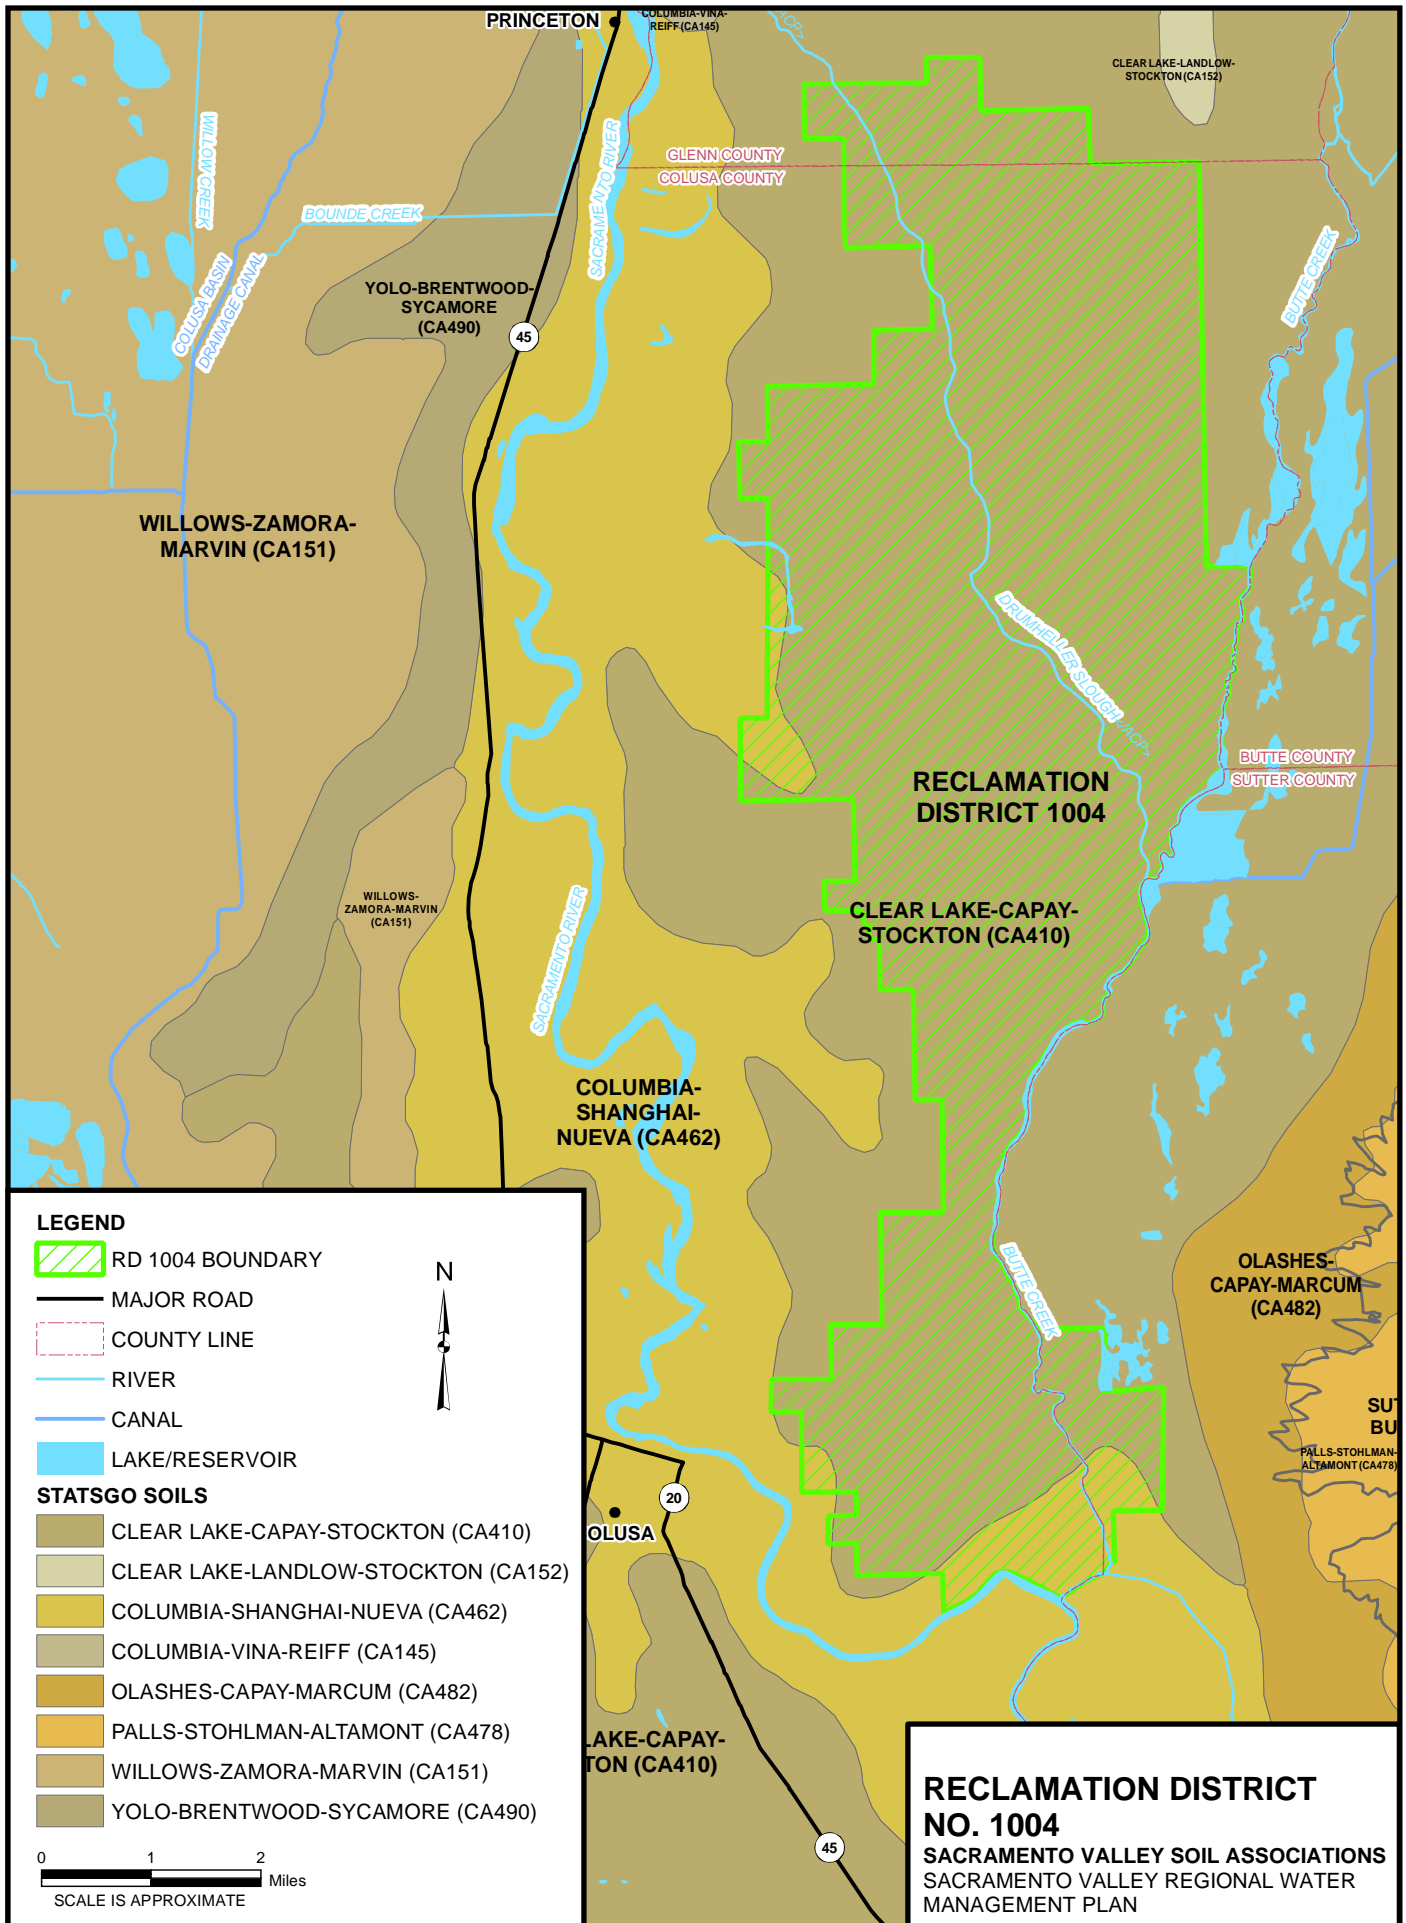 PRINCETON
COLUMBIA-VINA-
REIFF (CA145)
CLEAR LAKE-LANDLOW-
STOCKTON (CA152)
WILLOW CREEK
SACRAMENTO RIVER
GLENN COUNTY
COLUSA COUNTY
BOUNDE CREEK
COLUSA BASIN
DRAINAGE CANAL
BUTTE CREEK
YOLO-BRENTWOOD-
SYCAMORE
(CA490)
45
WILLOWS-ZAMORA-
MARVIN (CA151)
DRUMHELLER SLOUGH
BUTTE COUNTY
SUTTER COUNTY
RECLAMATION
DISTRICT 1004
WILLOWS-
ZAMORA-MARVIN
(CA151)
CLEAR LAKE-CAPAY-
STOCKTON (CA410)
SACRAMENTO RIVER
COLUMBIA-
SHANGHAI-
NUEVA (CA462)
BUTTE CREEK
OLASHES-
CAPAY-MARCUM
(CA482)
SUT
BU
PALLS-STOHLMAN-
ALTAMONT (CA478)
20
OLUSA
LAKE-CAPAY-
TON (CA410)
45
LEGEND
RD 1004 BOUNDARY
MAJOR ROAD
COUNTY LINE
RIVER
CANAL
LAKE/RESERVOIR
N
STATSGO SOILS
CLEAR LAKE-CAPAY-STOCKTON (CA410)
CLEAR LAKE-LANDLOW-STOCKTON (CA152)
COLUMBIA-SHANGHAI-NUEVA (CA462)
COLUMBIA-VINA-REIFF (CA145)
OLASHES-CAPAY-MARCUM (CA482)
PALLS-STOHLMAN-ALTAMONT (CA478)
WILLOWS-ZAMORA-MARVIN (CA151)
YOLO-BRENTWOOD-SYCAMORE (CA490)
0 1 2
Miles
SCALE IS APPROXIMATE
RECLAMATION DISTRICT
NO. 1004
SACRAMENTO VALLEY SOIL ASSOCIATIONS
SACRAMENTO VALLEY REGIONAL WATER
MANAGEMENT PLAN